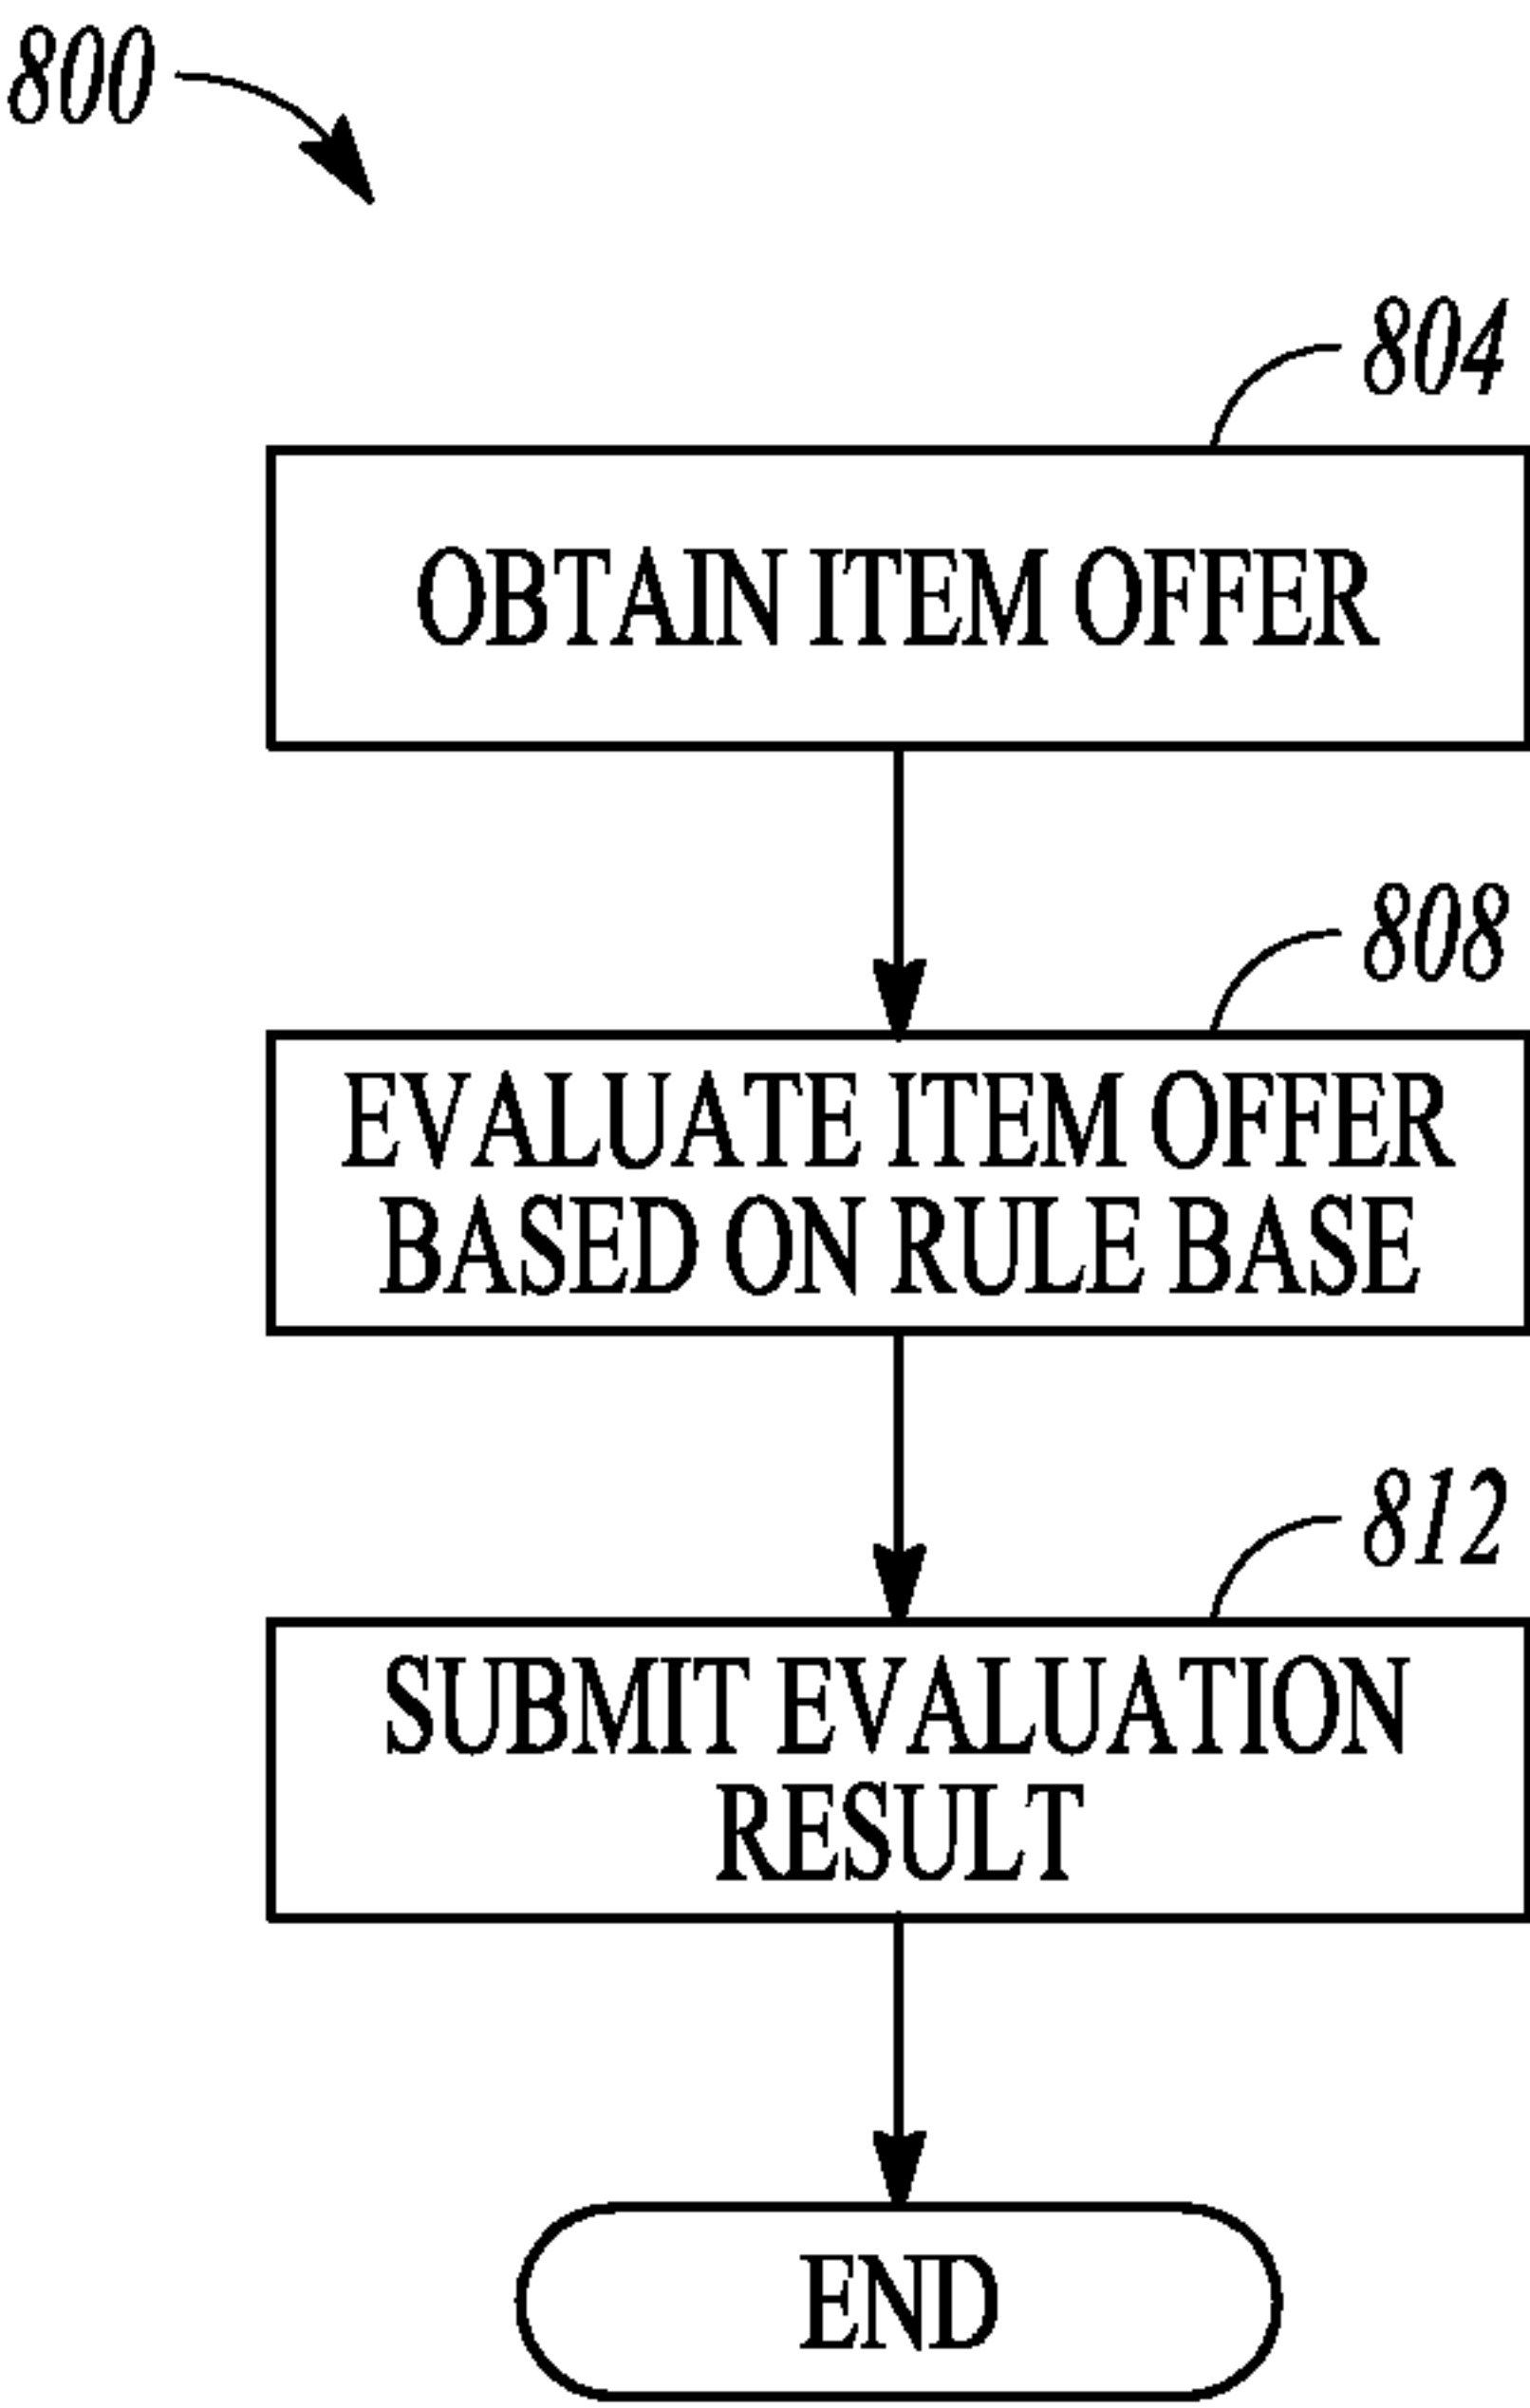 800
804
OBTAIN ITEM OFFER
808
EVALUATE ITEM OFFER
BASED ON RULE BASE
812
SUBMIT EVALUATION
RESULT
END